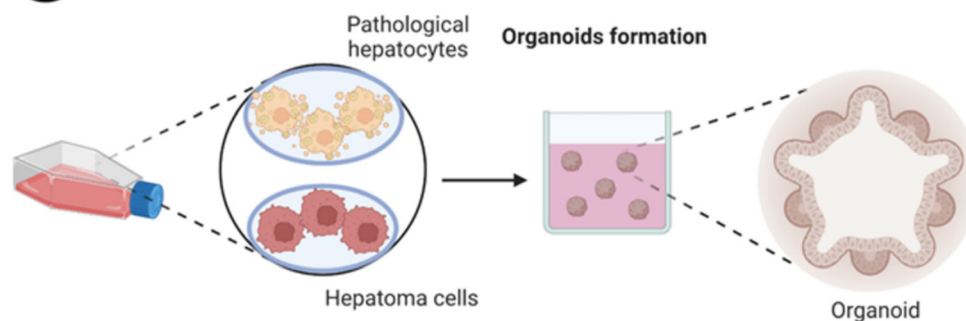 Pathological
hepatocytes
Organoids formation
Hepatoma cells
Organoid